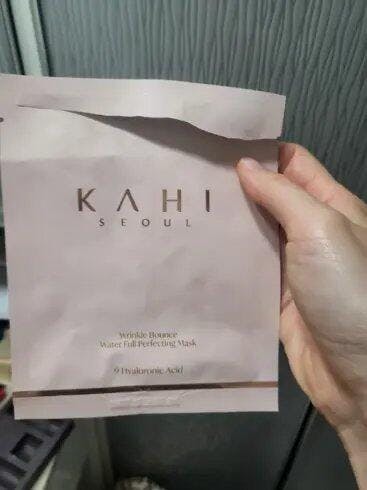 KAHI
SEOUL
Wrinkle Bounce
Water Full Perfecting Mask
9 Hyaluronic Acid